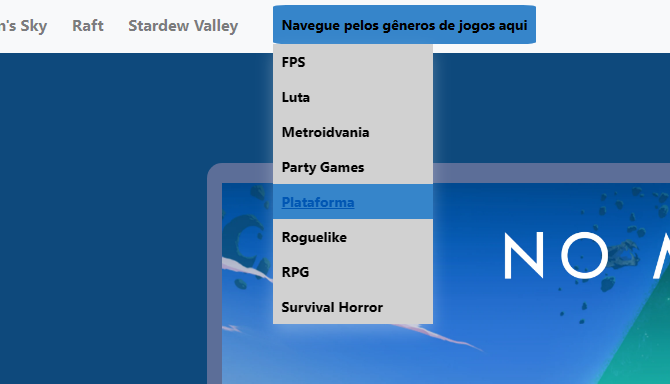 n's Sky Raft Stardew Valley Navegue pelos gêneros de jogos aqui
FPS
Luta
Metroidvania
Party Games
Plataforma
Roguelike
RPG
Survival Horror
NO